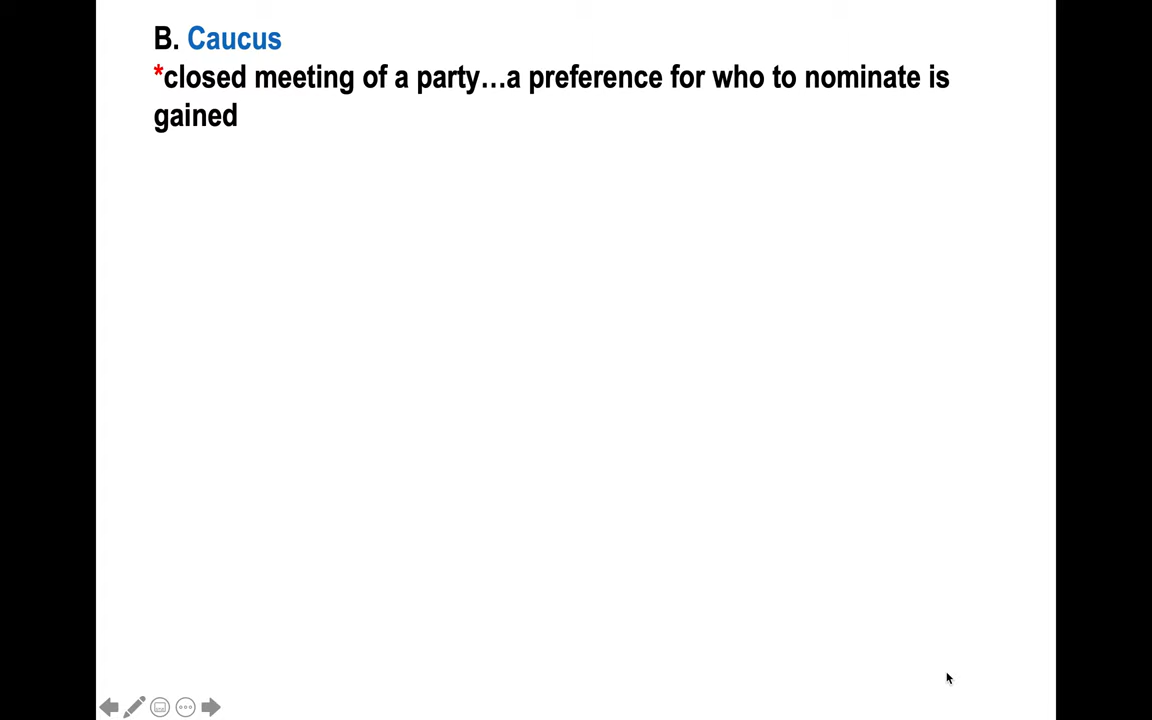 B. Caucus
*closed meeting of a party…a preference for who to nominate is
gained